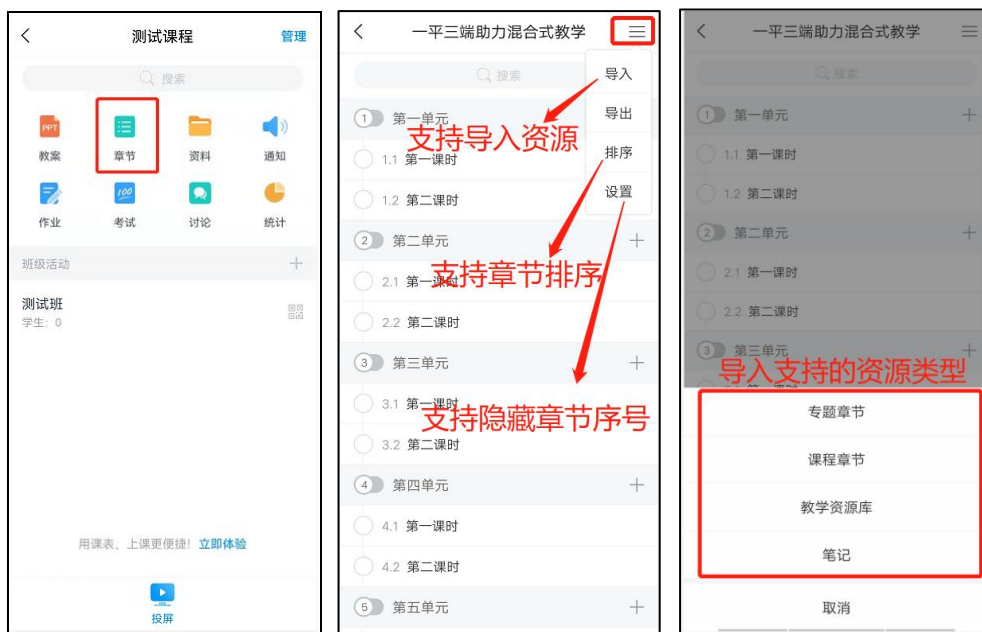 测试课程
管理
搜索
PPT
教案
章节
资料
通知
100
作业
考试
讨论
统计
班级活动
测试班
学生：0
用课表，上课更便捷！立即体验
投屏
一平三端助力混合式教学
搜索
导入
导出
排序
设置
1 第一单元
支持导入资源
1.1 第一课时
1.2 第二课时
2 第二单元
支持章节排序
2.1 第一课时
2.2 第二课时
3 第三单元
3.1 第一课时
支持隐藏章节序号
3.2 第二课时
4 第四单元
4.1 第一课时
4.2 第二课时
5 第五单元
一平三端助力混合式教学
搜索
1 第一单元
1.1 第一课时
1.2 第二课时
2 第二单元
2.1 第一课时
2.2 第二课时
3 第三单元
导入支持的资源类型
专题章节
课程章节
教学资源库
笔记
取消